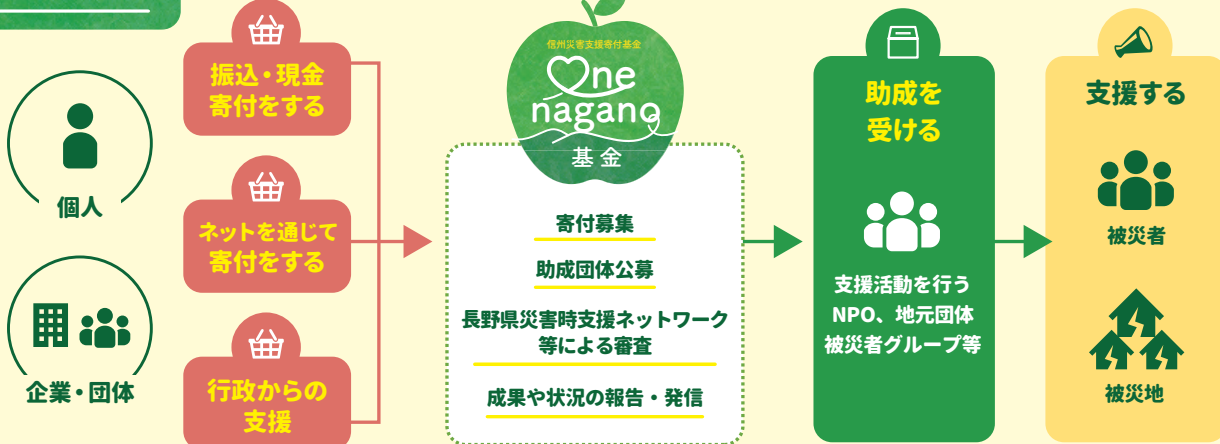 個人
企業・団体
振込・現金
寄付をする
ネットを通じて
寄付をする
行政からの
支援
信州災害支援寄付基金
One
nagano
基金
寄付募集
助成団体公募
長野県災害時支援ネットワーク
等による審査
成果や状況の報告・発信
助成を
受ける
支援活動を行う
NPO、地元団体
被災者グループ等
支援する
被災者
被災地